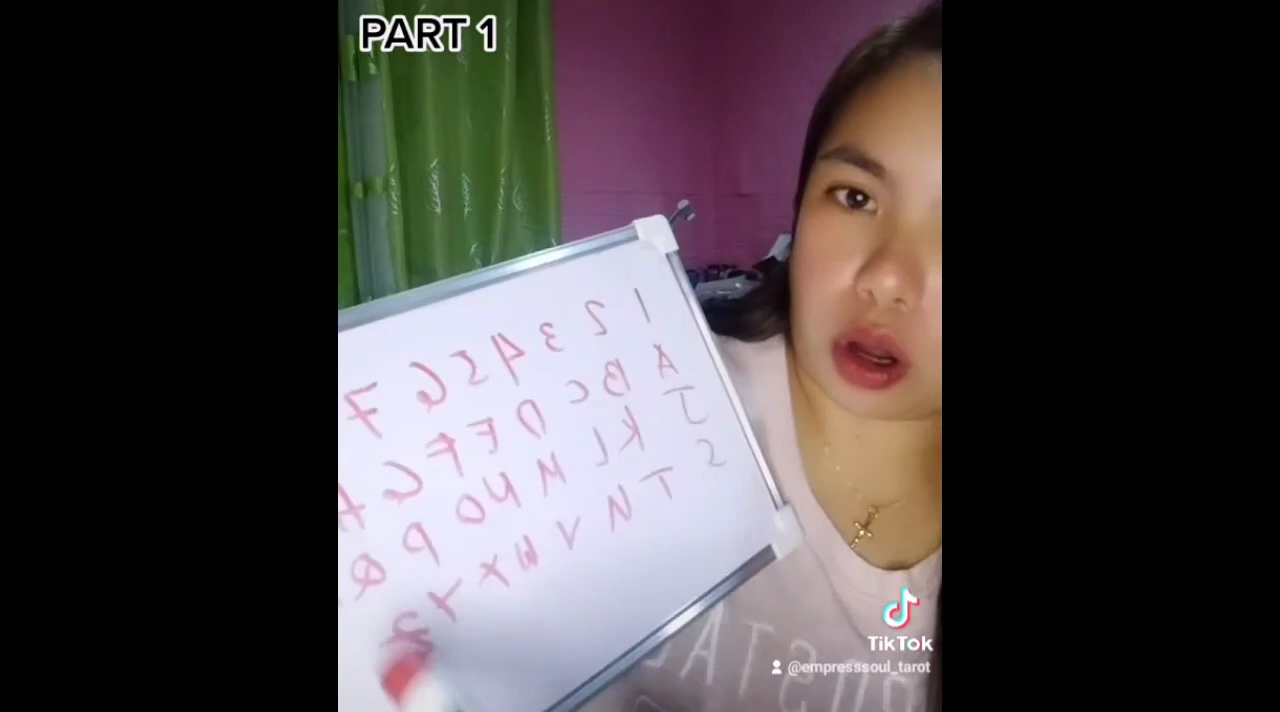 PART 1
1 2 3 4 5 6 7
A B C D E F G H
J K L M N O P Q
S T U V W X Y Z
TikTok
@empresssoul_tarot